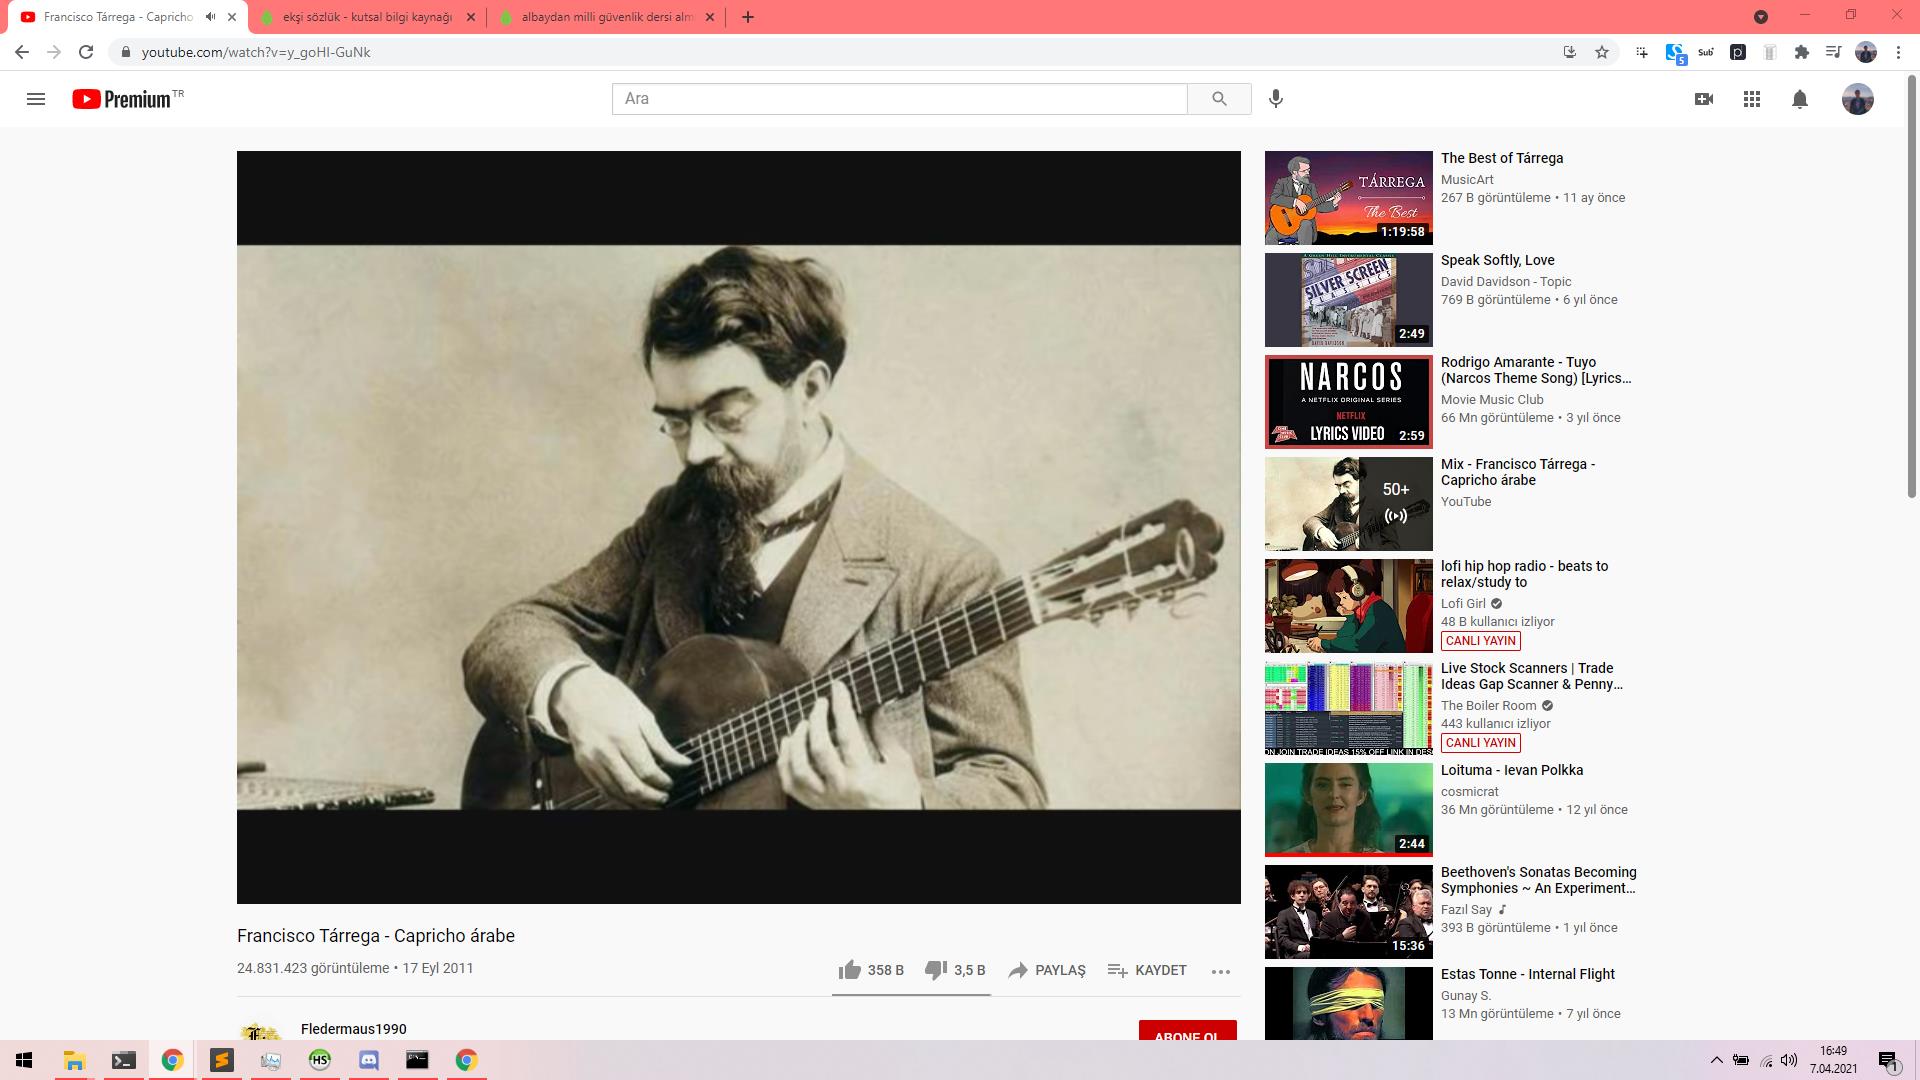 Francisco Tárrega - Capricho
ekşi sözlük - kutsal bilgi kaynağı
albaydan milli güvenlik dersi alm
youtube.com/watch?v=y_goHI-GuNk
5
Sub'
Premium TR
Ara
TÁRREGA
The Best
1:19:58
The Best of Tárrega
MusicArt
267 B görüntüleme • 11 ay önce
SILVER SCREEN
CLASSICS
2:49
Speak Softly, Love
David Davidson - Topic
769 B görüntüleme • 6 yıl önce
NARCOS
A NETFLIX ORIGINAL SERIES
NETFLIX
LYRICS VIDEO
2:59
Rodrigo Amarante - Tuyo
(Narcos Theme Song) [Lyrics...
Movie Music Club
66 Mn görüntüleme • 3 yıl önce
50+
Mix - Francisco Tárrega -
Capricho árabe
YouTube
lofi hip hop radio - beats to
relax/study to
Lofi Girl
48 B kullanıcı izliyor
CANLI YAYIN
ON JOIN TRADE IDEAS 15% OFF LINK IN DES
Live Stock Scanners | Trade
Ideas Gap Scanner & Penny...
The Boiler Room
443 kullanıcı izliyor
CANLI YAYIN
2:44
Loituma - Ievan Polkka
cosmicrat
36 Mn görüntüleme • 12 yıl önce
15:36
Beethoven's Sonatas Becoming
Symphonies ~ An Experiment...
Fazıl Say
393 B görüntüleme • 1 yıl önce
Estas Tonne - Internal Flight
Gunay S.
13 Mn görüntüleme • 7 yıl önce
Francisco Tárrega - Capricho árabe
24.831.423 görüntüleme • 17 Eyl 2011
358 B
3,5 B
PAYLAŞ
KAYDET
Fledermaus1990
ABONE OL
HS
16:49
7.04.2021
1